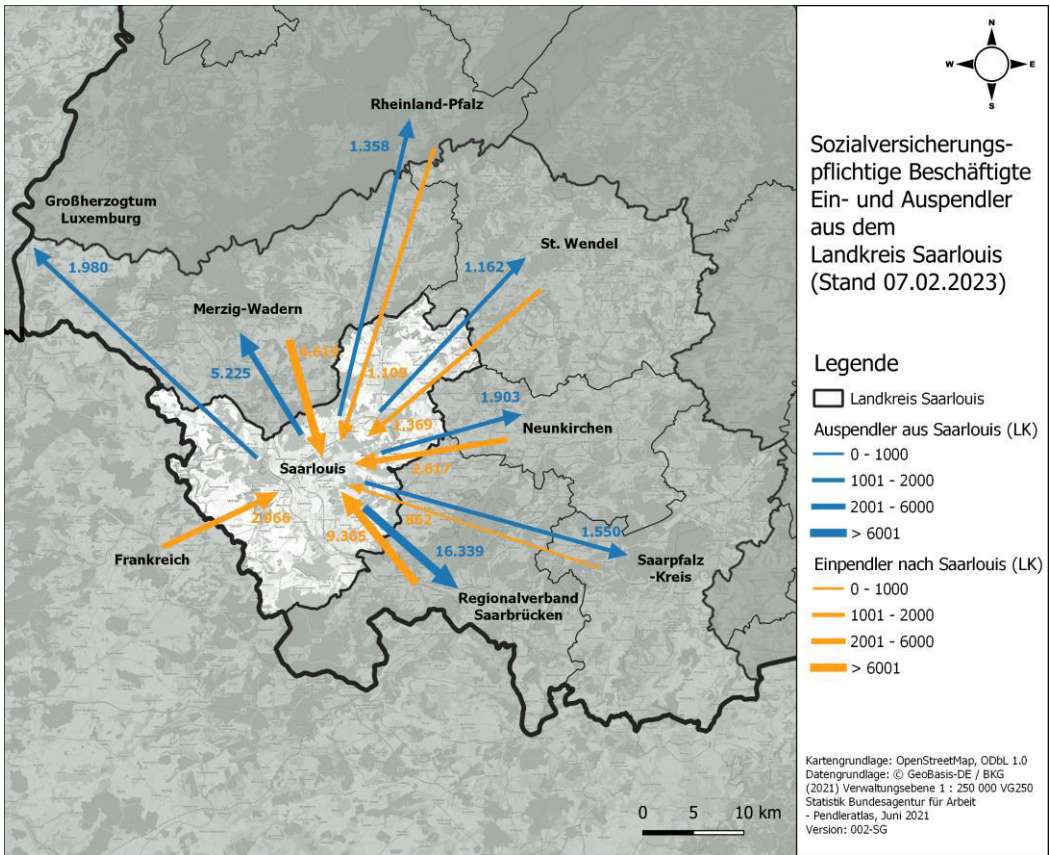 Rheinland-Pfalz
1.358
Großherzogtum
Luxemburg
1.980
St. Wendel
1.162
Merzig-Wadern
5.225
1.109
1.903
1.369
Neunkirchen
2.617
Saarlouis
2.966
862
9.365
16.339
1.550
Frankreich
Saarpfalz
-Kreis
Regionalverband
Saarbrücken
0 5 10 km
N
W E
S
Sozialversicherungs-
pflichtige Beschäftigte
Ein- und Auspendler
aus dem
Landkreis Saarlouis
(Stand 07.02.2023)
Legende
Landkreis Saarlouis
Auspendler aus Saarlouis (LK)
0 - 1000
1001 - 2000
2001 - 6000
> 6001
Einpendler nach Saarlouis (LK)
0 - 1000
1001 - 2000
2001 - 6000
> 6001
Kartengrundlage: OpenStreetMap, ODbL 1.0
Datengrundlage: © GeoBasis-DE / BKG
(2021) Verwaltungsebene 1 : 250 000 VG250
Statistik Bundesagentur für Arbeit
- Pendleratlas, Juni 2021
Version: 002-SG